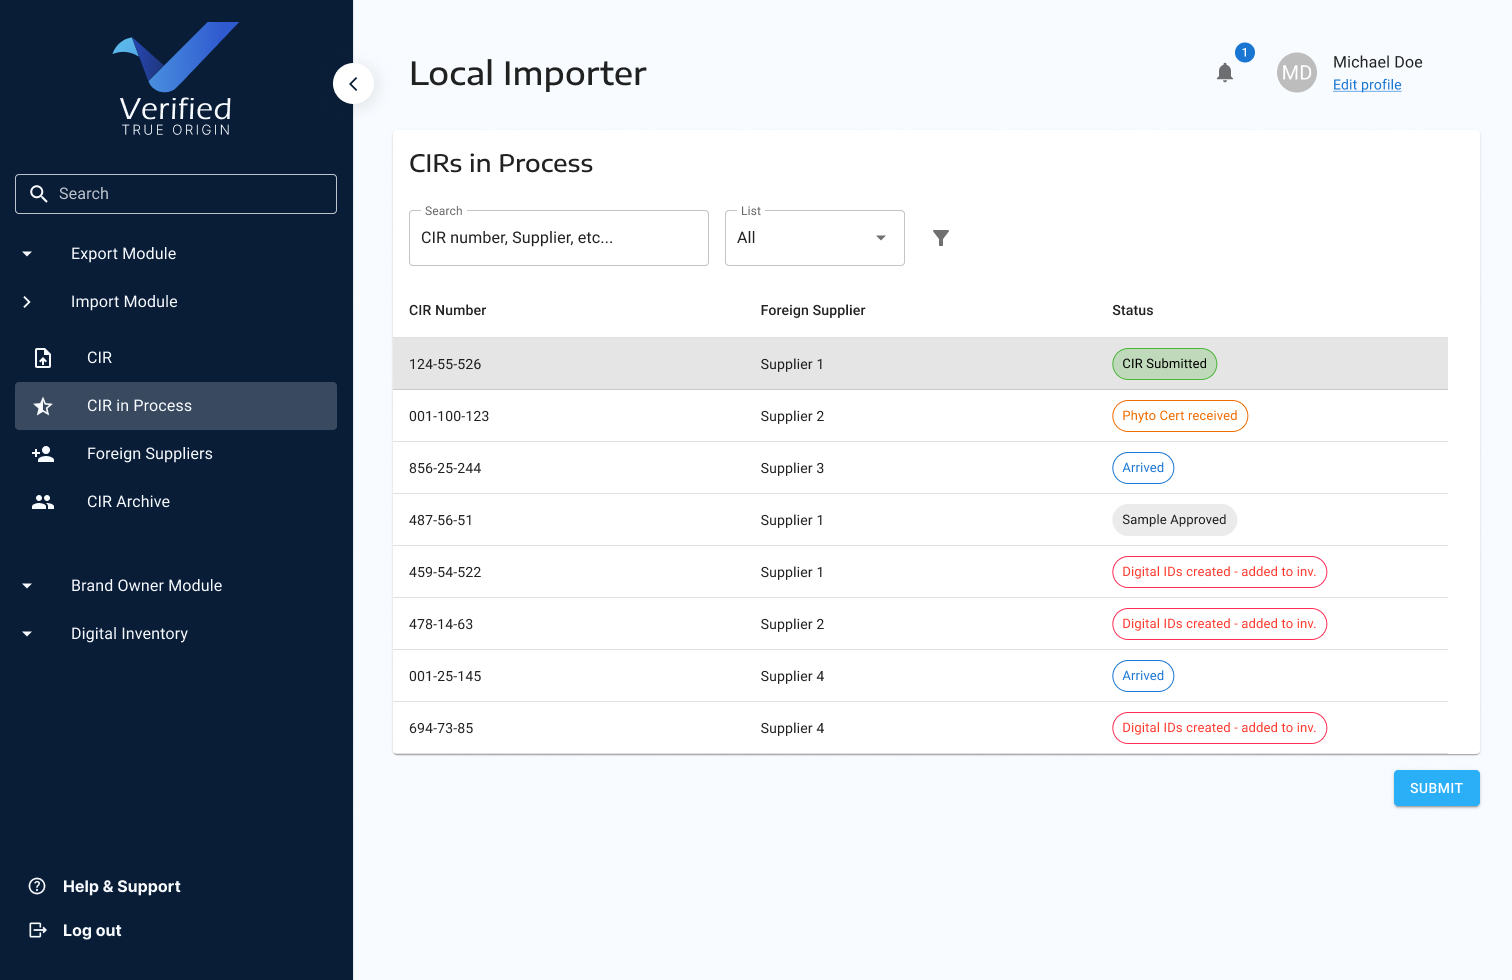 Verified
TRUE ORIGIN
Search
Export Module
Import Module
CIR
CIR in Process
Foreign Suppliers
CIR Archive
Brand Owner Module
Digital Inventory
Help & Support
Log out
Local Importer
1
MD
Michael Doe
Edit profile
CIRs in Process
Search
CIR number, Supplier, etc...
List
All
CIR Number Foreign Supplier Status
124-55-526 Supplier 1 CIR Submitted
001-100-123 Supplier 2 Phyto Cert received
856-25-244 Supplier 3 Arrived
487-56-51 Supplier 1 Sample Approved
459-54-522 Supplier 1 Digital IDs created - added to inv.
478-14-63 Supplier 2 Digital IDs created - added to inv.
001-25-145 Supplier 4 Arrived
694-73-85 Supplier 4 Digital IDs created - added to inv.
SUBMIT